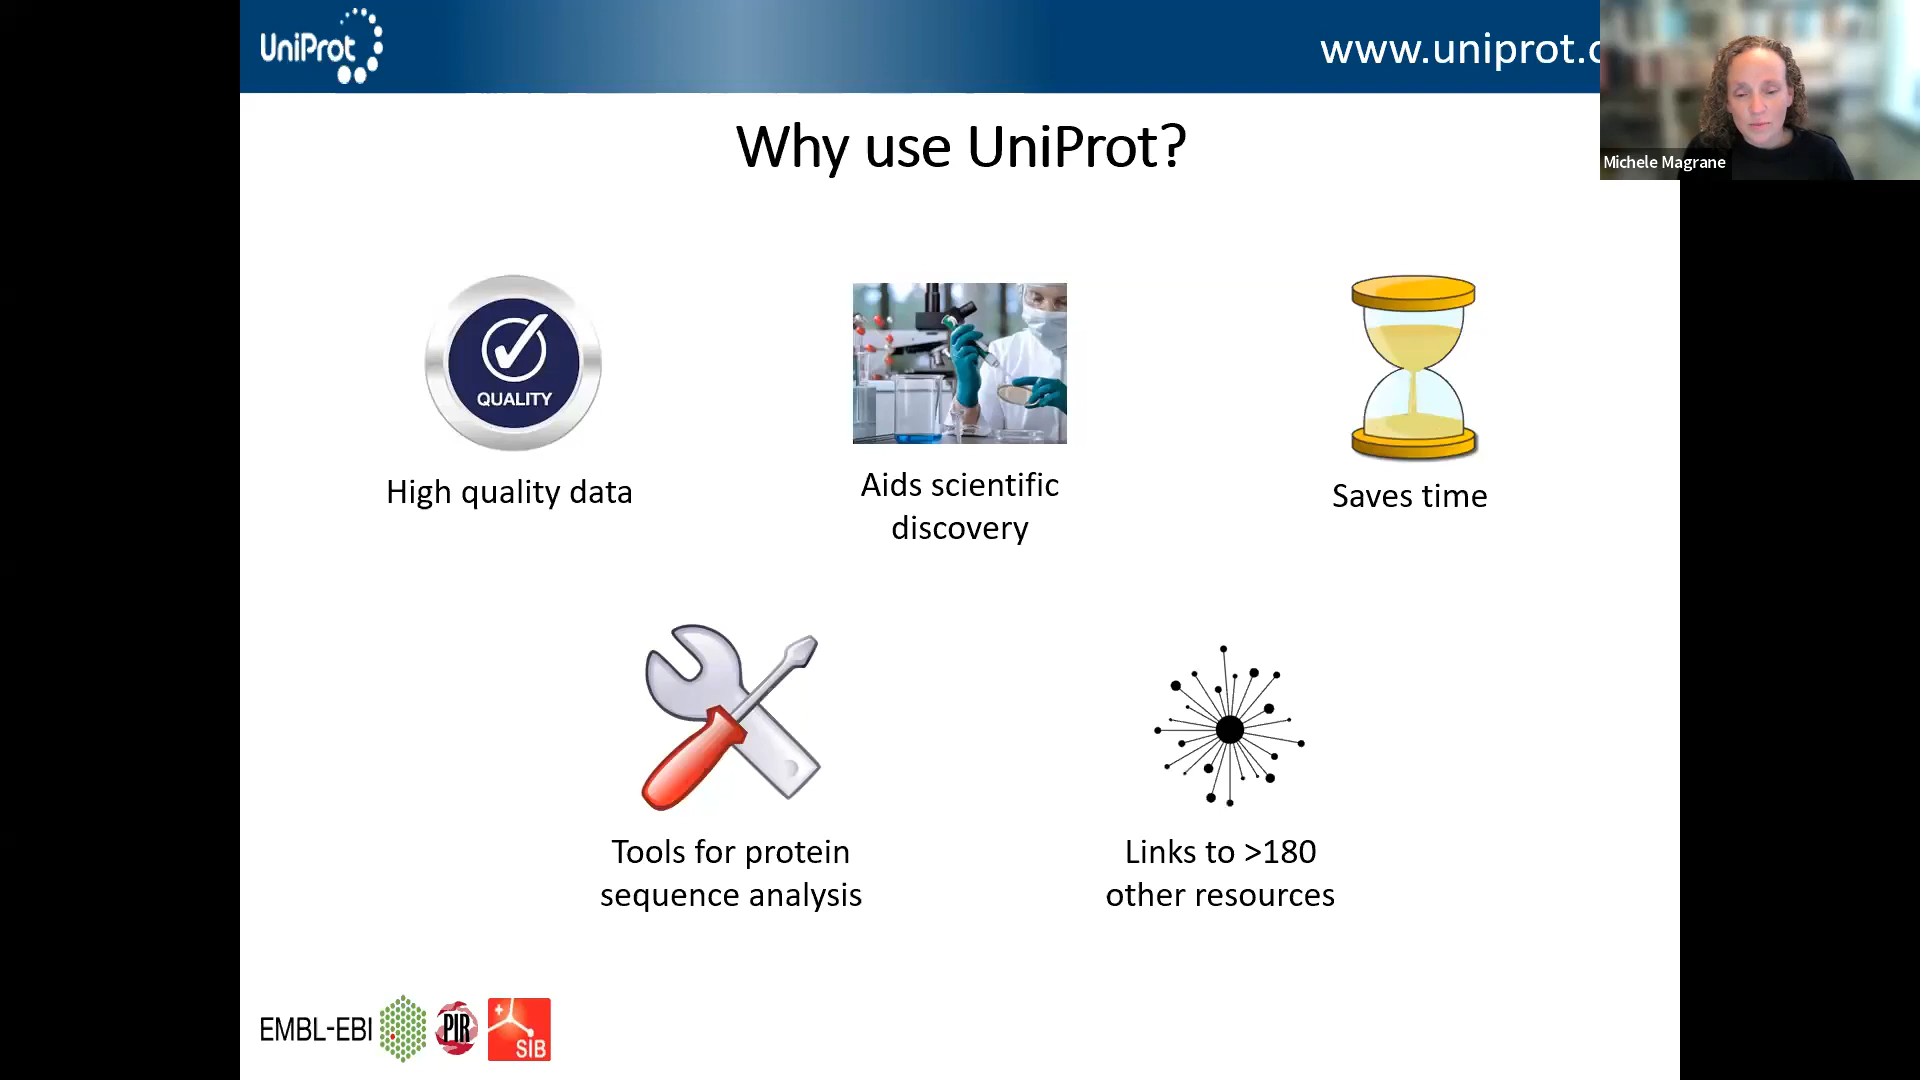 UniProt
www.uniprot.
Michele Magrane
Why use UniProt?
QUALITY
High quality data
Aids scientific
discovery
Saves time
Tools for protein
sequence analysis
Links to >180
other resources
EMBL-EBI
PIR
SIB